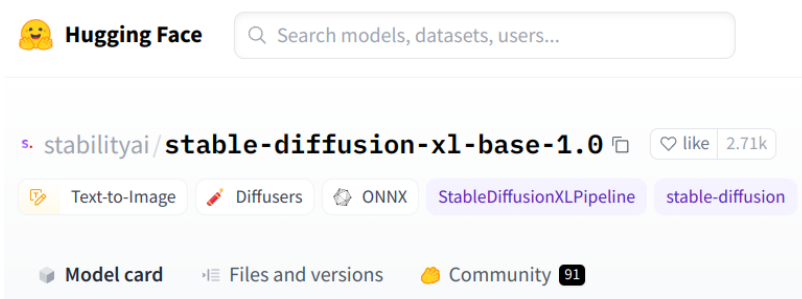 Hugging Face Search models, datasets, users...
s. stabilityai/stable-diffusion-xl-base-1.0 like 2.71k
Text-to-Image Diffusers ONNX StableDiffusionXLPipeline stable-diffusion
Model card Files and versions Community 91